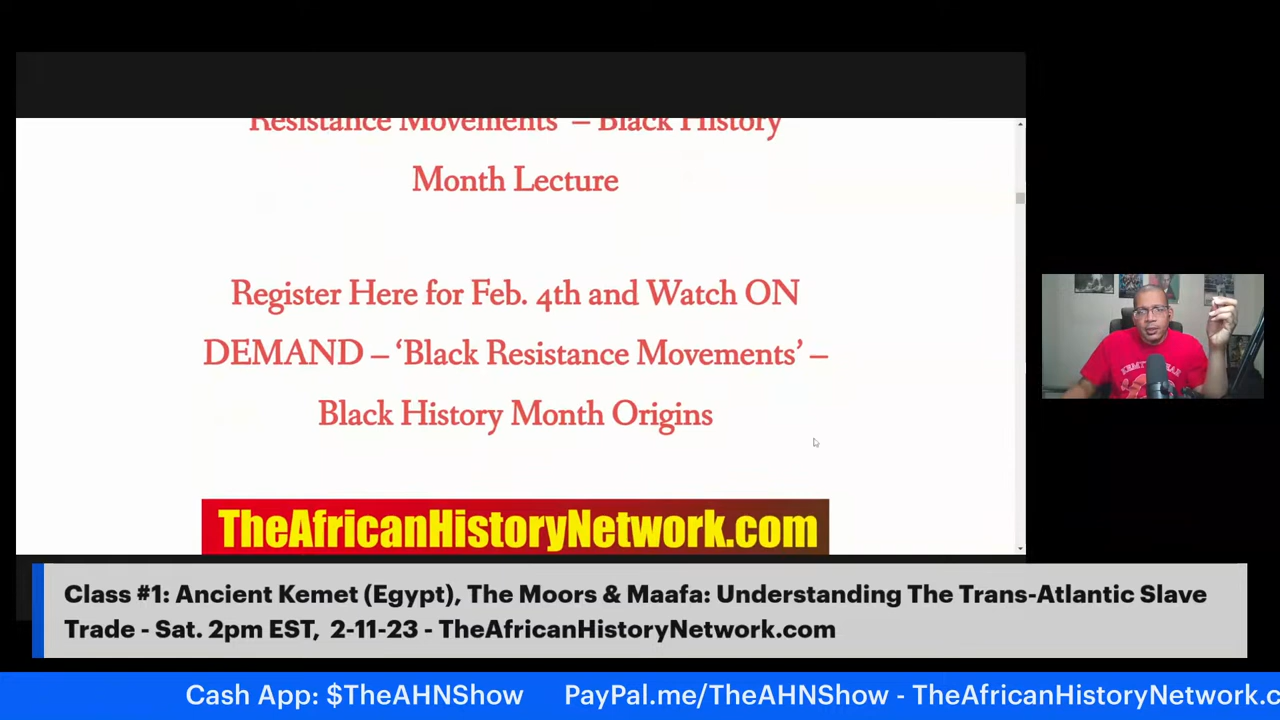 Resistance Movements' – Black History
Month Lecture
Register Here for Feb. 4th and Watch ON
DEMAND – ‘Black Resistance Movements’ –
Black History Month Origins
TheAfricanHistoryNetwork.com
Class #1: Ancient Kemet (Egypt), The Moors & Maafa: Understanding The Trans-Atlantic Slave
Trade - Sat. 2pm EST, 2-11-23 - TheAfricanHistoryNetwork.com
Cash App: $TheAHNShow PayPal.me/TheAHNShow - TheAfricanHistoryNetwork.c